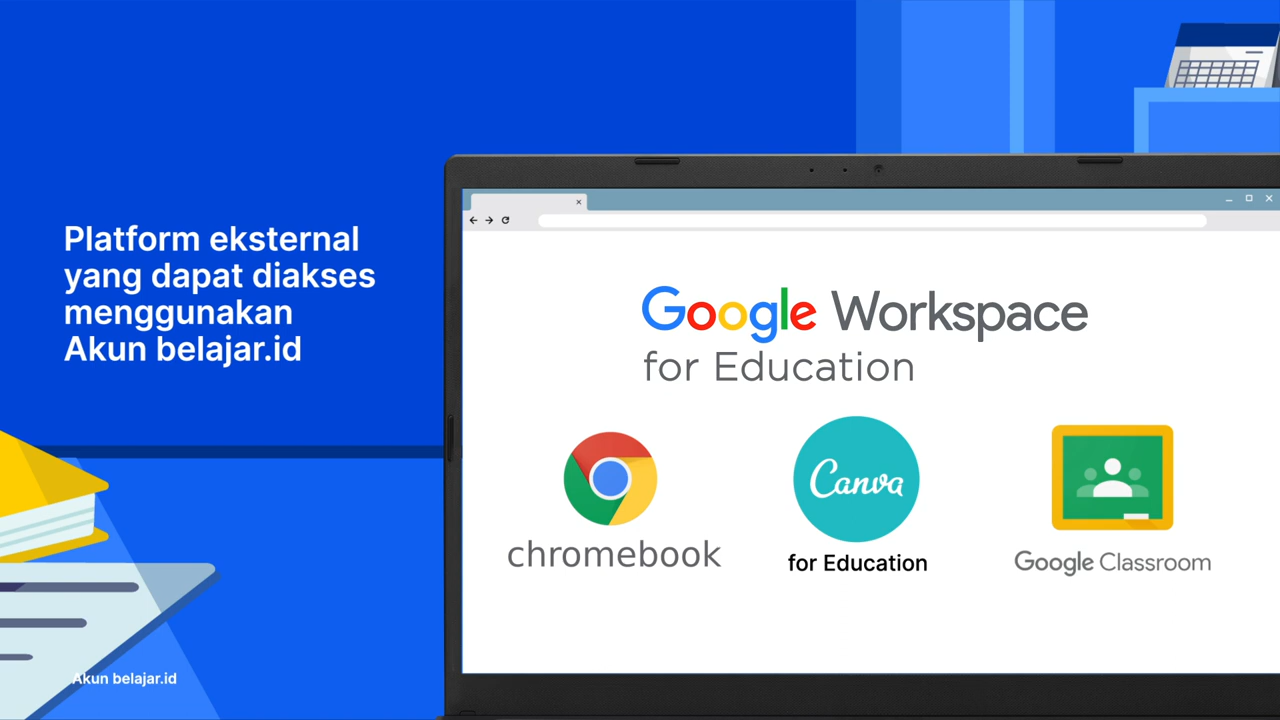 Platform eksternal
yang dapat diakses
menggunakan
Akun belajar.id
Google Workspace
for Education
chromebook
Canva
for Education
Google Classroom
Akun belajar.id